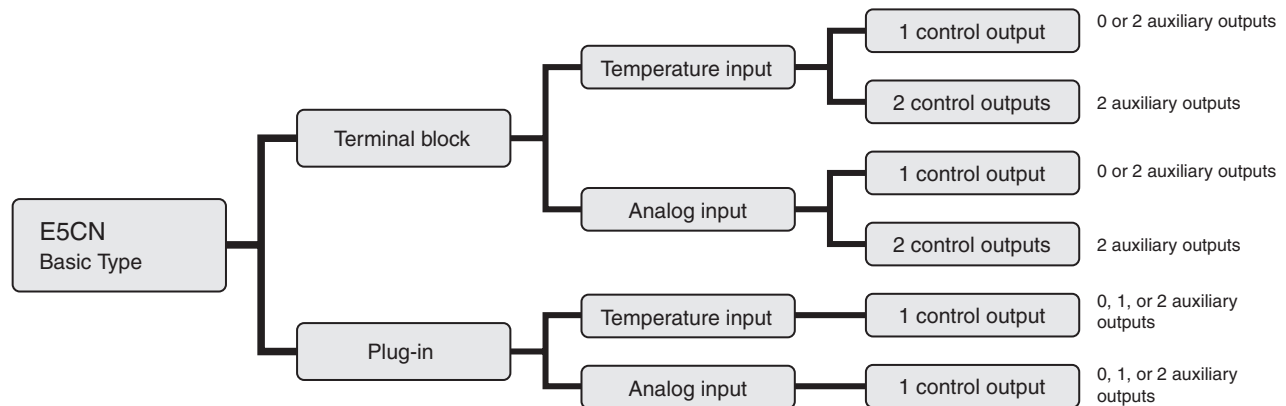 E5CN
Basic Type
Terminal block
Temperature input
1 control output
0 or 2 auxiliary outputs
2 control outputs
2 auxiliary outputs
Analog input
1 control output
0 or 2 auxiliary outputs
2 control outputs
2 auxiliary outputs
Plug-in
Temperature input
1 control output
0, 1, or 2 auxiliary
outputs
Analog input
1 control output
0, 1, or 2 auxiliary
outputs